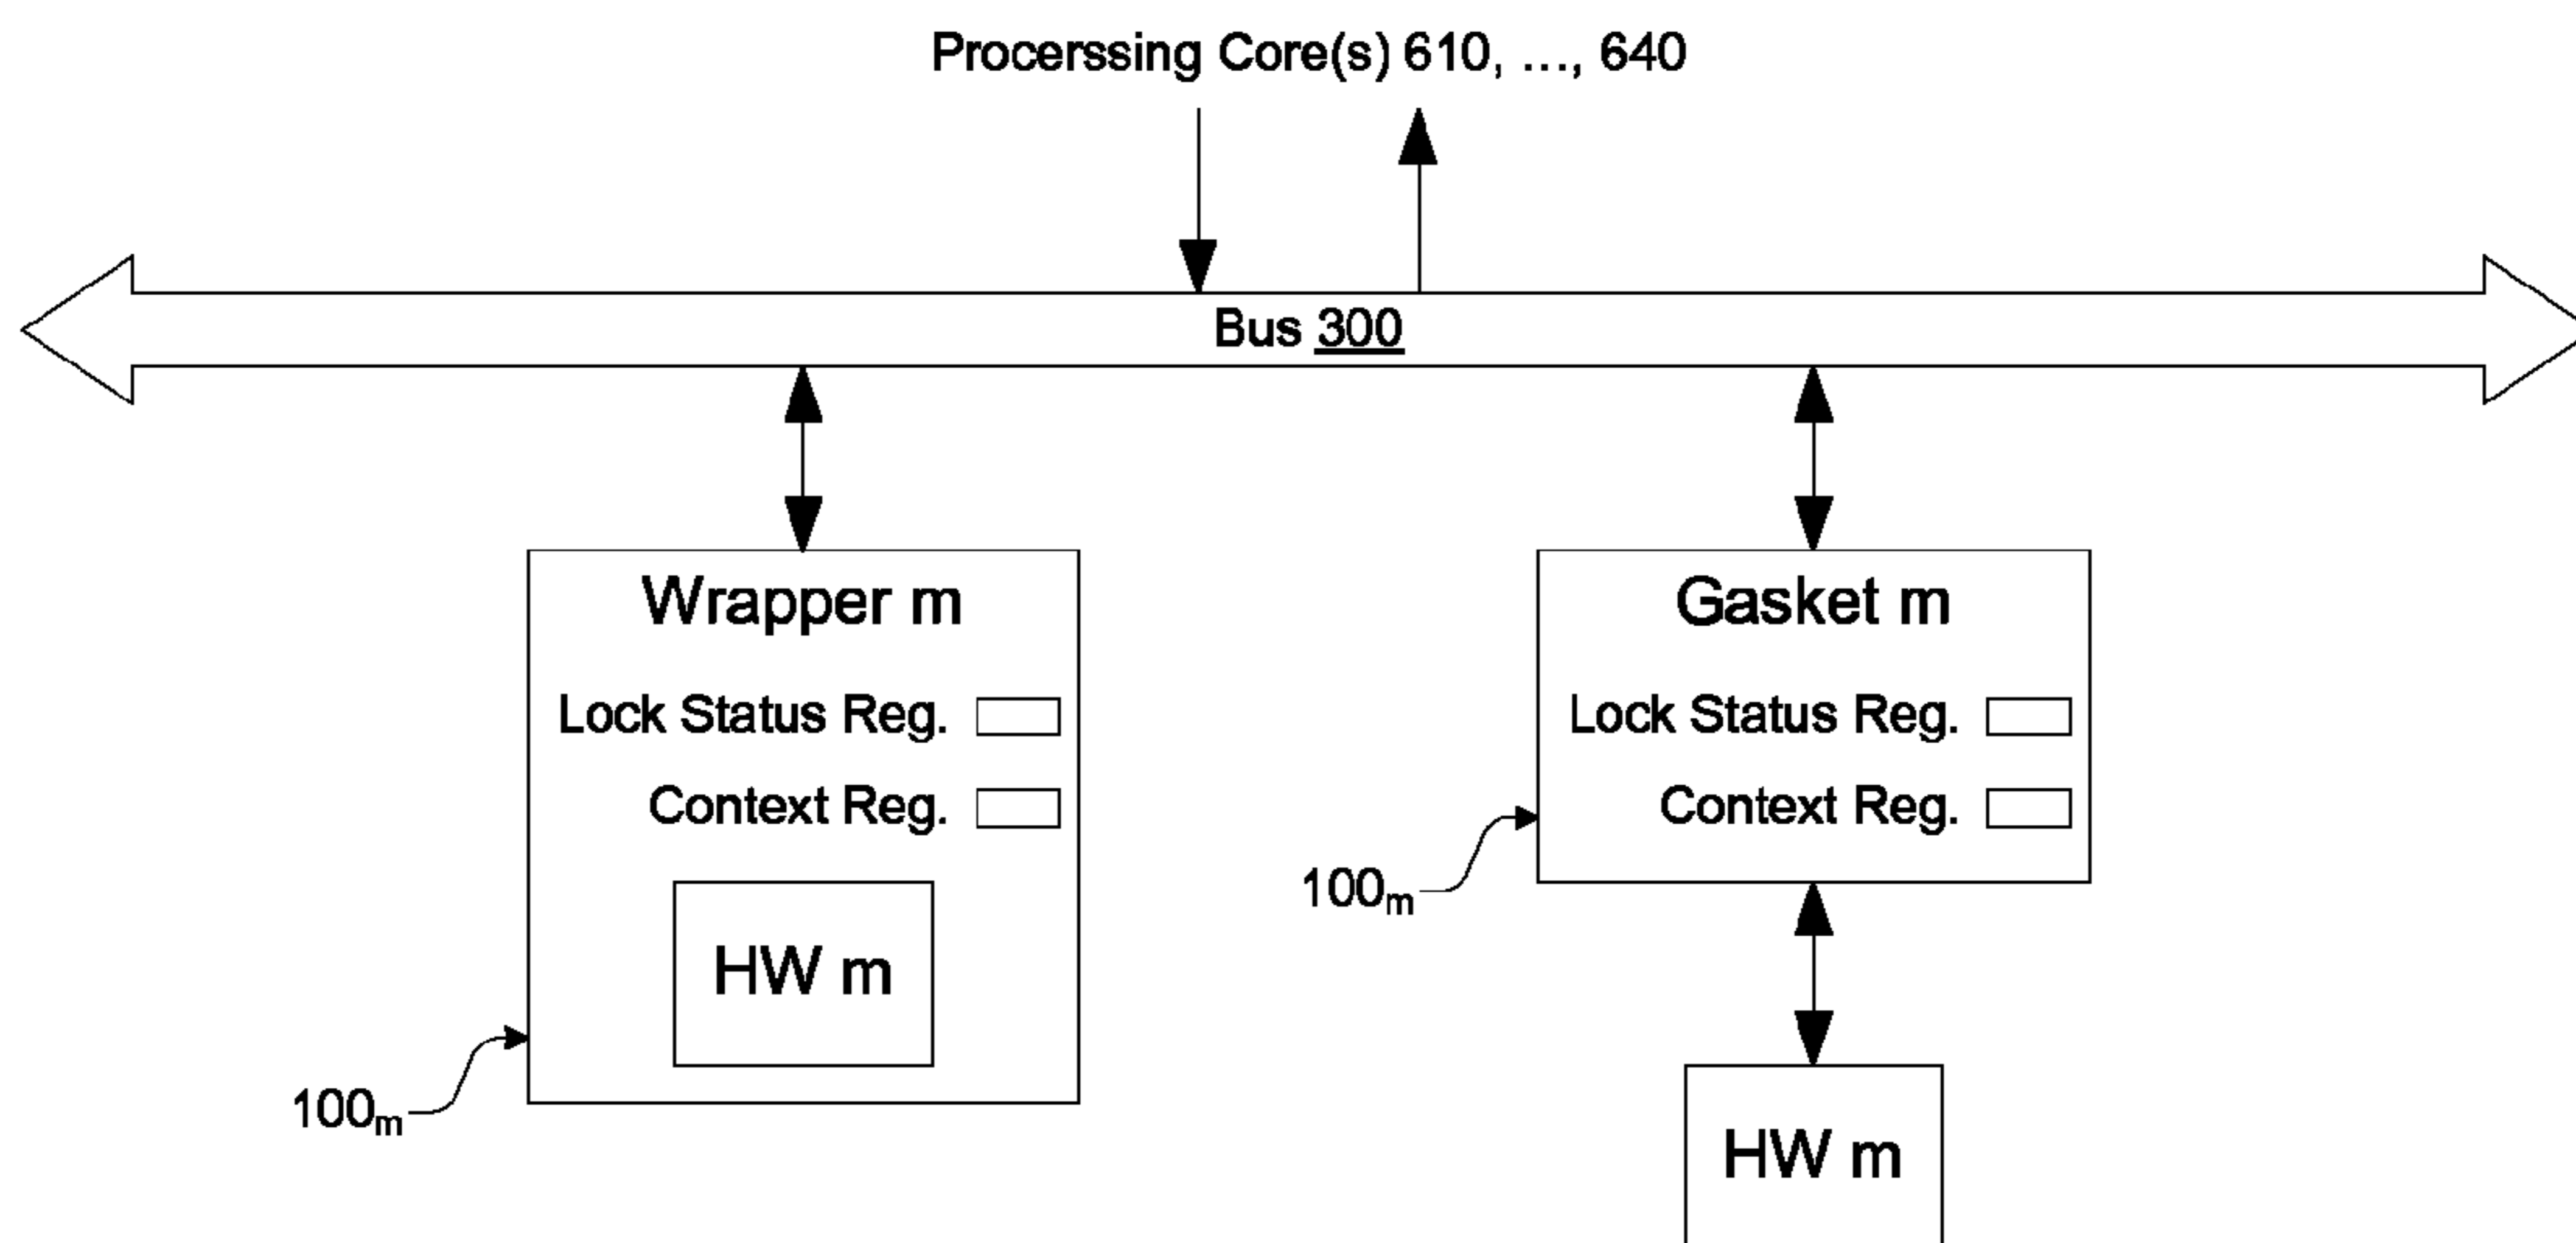 Procerssing Core(s) 610, ..., 640
Bus 300
Wrapper m
Lock Status Reg.
Context Reg.
HW m
100m
Gasket m
Lock Status Reg.
Context Reg.
100m
HW m